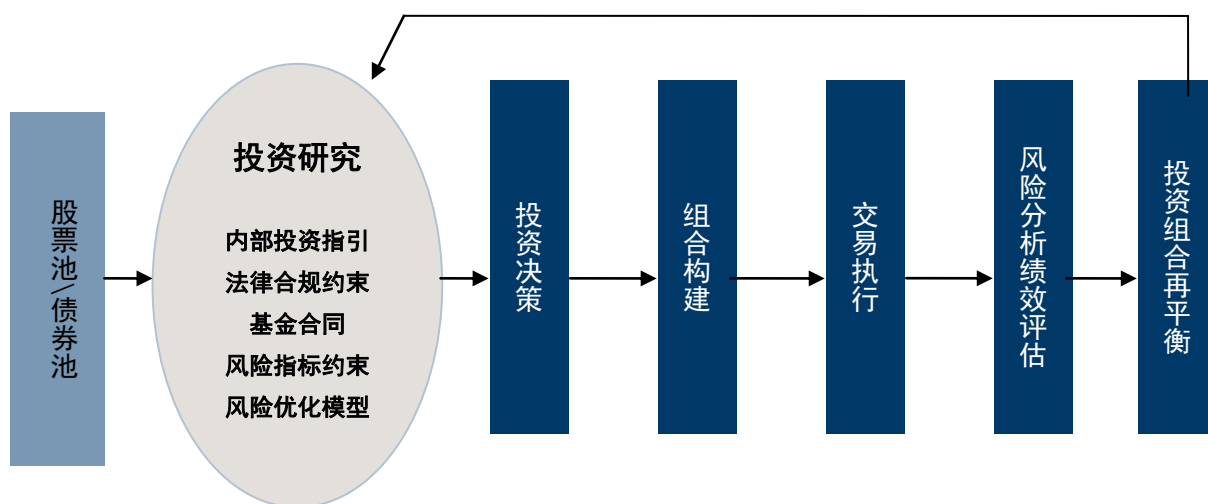 股票池\债券池
投资研究
内部投资指引
法律合规约束
基金合同
风险指标约束
风险优化模型
投资决策
组合构建
交易执行
风险分析绩效评估
投资组合再平衡